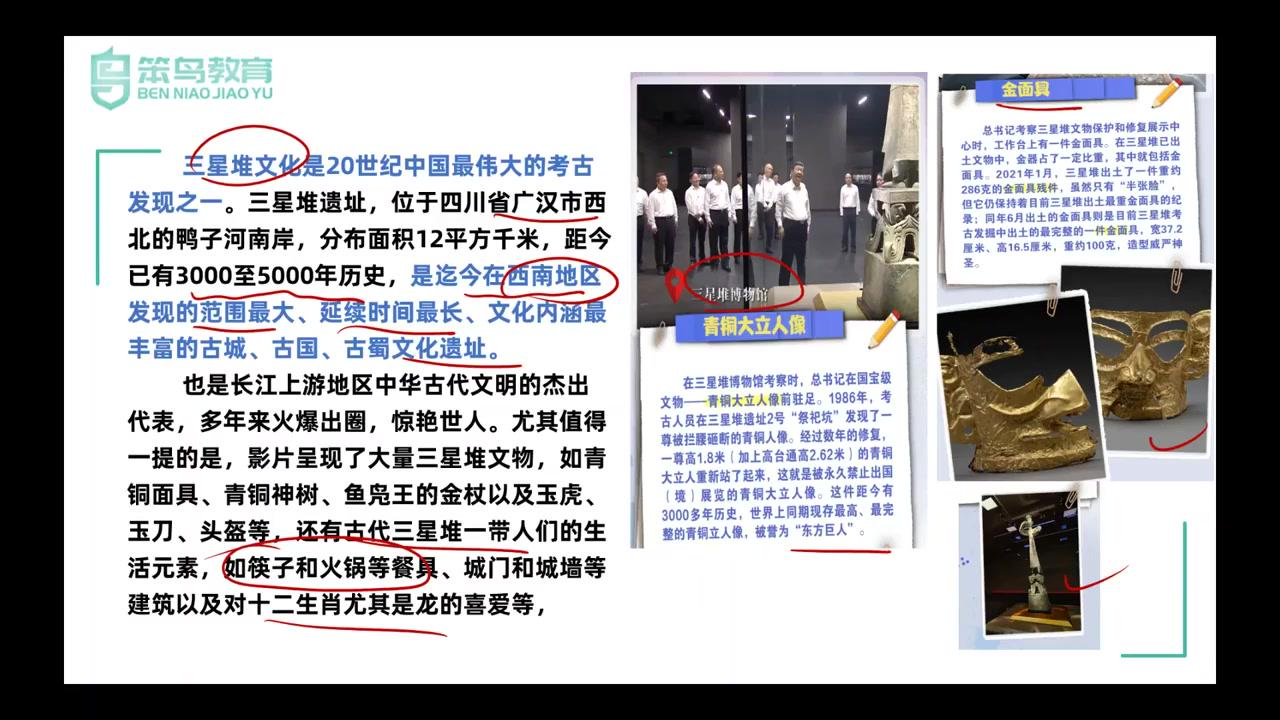 笨鸟教育
BEN NIAO JIAO YU
三星堆文化是20世纪中国最伟大的考古
发现之一。三星堆遗址，位于四川省广汉市西
北的鸭子河南岸，分布面积12平方千米，距今
已有3000至5000年历史，是迄今在西南地区
发现的范围最大、延续时间最长、文化内涵最
丰富的古城、古国、古蜀文化遗址。
也是长江上游地区中华古代文明的杰出
代表，多年来火爆出圈，惊艳世人。尤其值得
一提的是，影片呈现了大量三星堆文物，如青
铜面具、青铜神树、鱼凫王的金杖以及玉虎、
玉刀、头盔等，还有古代三星堆一带人们的生
活元素，如筷子和火锅等餐具、城门和城墙等
建筑以及对十二生肖尤其是龙的喜爱等，
三星堆博物馆
青铜大立人像
在三星堆博物馆考察时，总书记在国宝级
文物——青铜大立人像前驻足。1986年，考
古人员在三星堆遗址2号“祭祀坑”发现了一
尊被拦腰砸断的青铜人像。经过数年的修复，
一尊高1.8米（加上高台通高2.62米）的青铜
大立人重新站了起来，这就是被永久禁止出国
（境）展览的青铜大立人像。这件距今有
3000多年历史，世界上同期现存最高、最完
整的青铜立人像，被誉为“东方巨人”。
金面具
总书记考察三星堆文物保护和修复展示中
心时，工作台上有一件金面具。在三星堆已出
土文物中，金器占了一定比重，其中就包括金
面具。2021年1月，三星堆出土了一件重约
286克的金面具残件，虽然只有“半张脸”，
但它仍保持着目前三星堆出土最重金面具的纪
录；同年6月出土的金面具则是目前三星堆考
古发掘中出土的最完整的一件金面具，宽37.2
厘米、高16.5厘米，重约100克，造型威严神
圣。